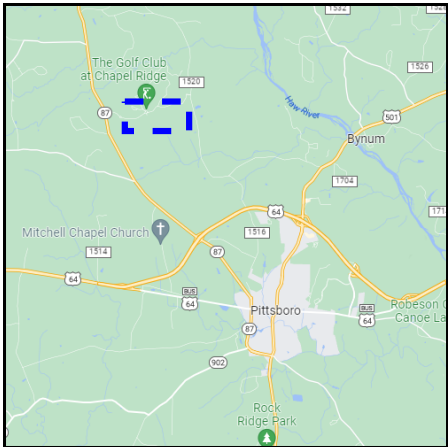 1532
The Golf Club
at Chapel Ridge
1520
1526
Haw River
87
501
Bynum
1704
64
Mitchell Chapel Church
1516
1514
87
64
BUS
64
BUS
64
Robeson
Canoe La
Pittsboro
87
902
Rock
Ridge Park